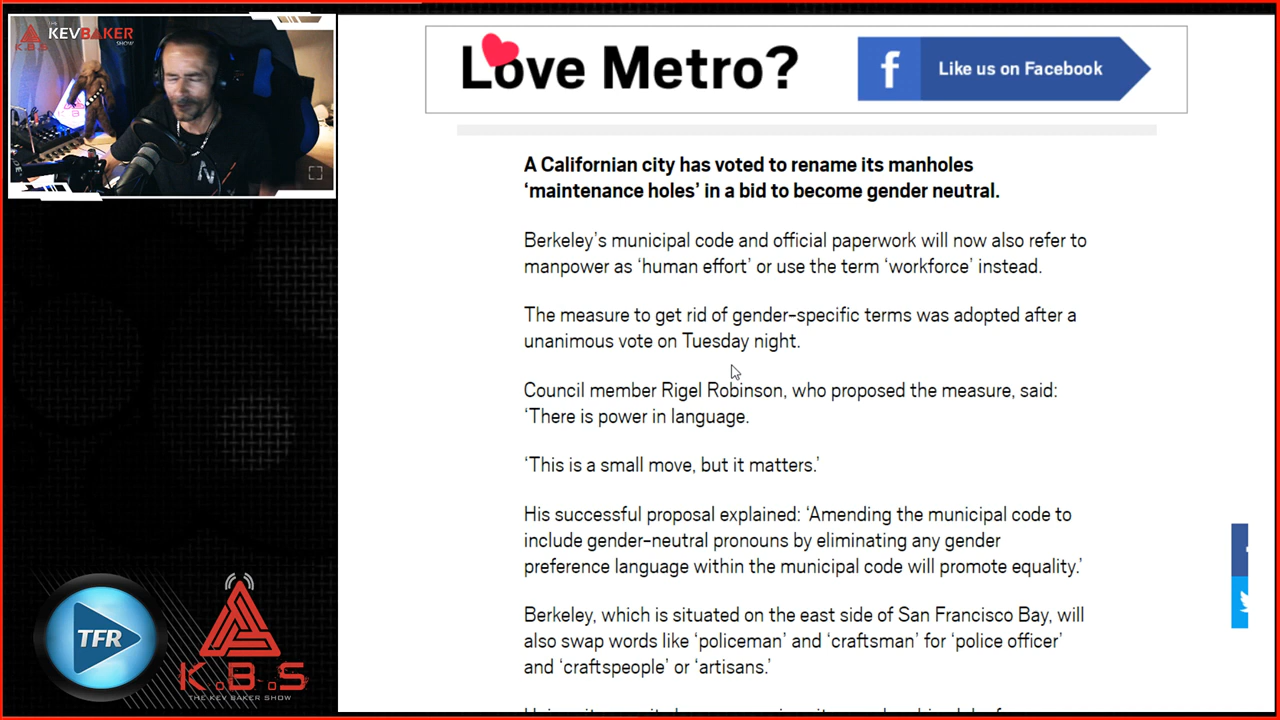 THE
KEVBAKER
SHOW
K.B.S
Love Metro?
f
Like us on Facebook
A Californian city has voted to rename its manholes
‘maintenance holes’ in a bid to become gender neutral.
Berkeley’s municipal code and official paperwork will now also refer to
manpower as ‘human effort’ or use the term ‘workforce’ instead.
The measure to get rid of gender-specific terms was adopted after a
unanimous vote on Tuesday night.
Council member Rigel Robinson, who proposed the measure, said:
‘There is power in language.
‘This is a small move, but it matters.’
His successful proposal explained: ‘Amending the municipal code to
include gender-neutral pronouns by eliminating any gender
preference language within the municipal code will promote equality.’
Berkeley, which is situated on the east side of San Francisco Bay, will
also swap words like ‘policeman’ and ‘craftsman’ for ‘police officer’
and ‘craftspeople’ or ‘artisans.’
TFR
K.B.S
THE KEV BAKER SHOW